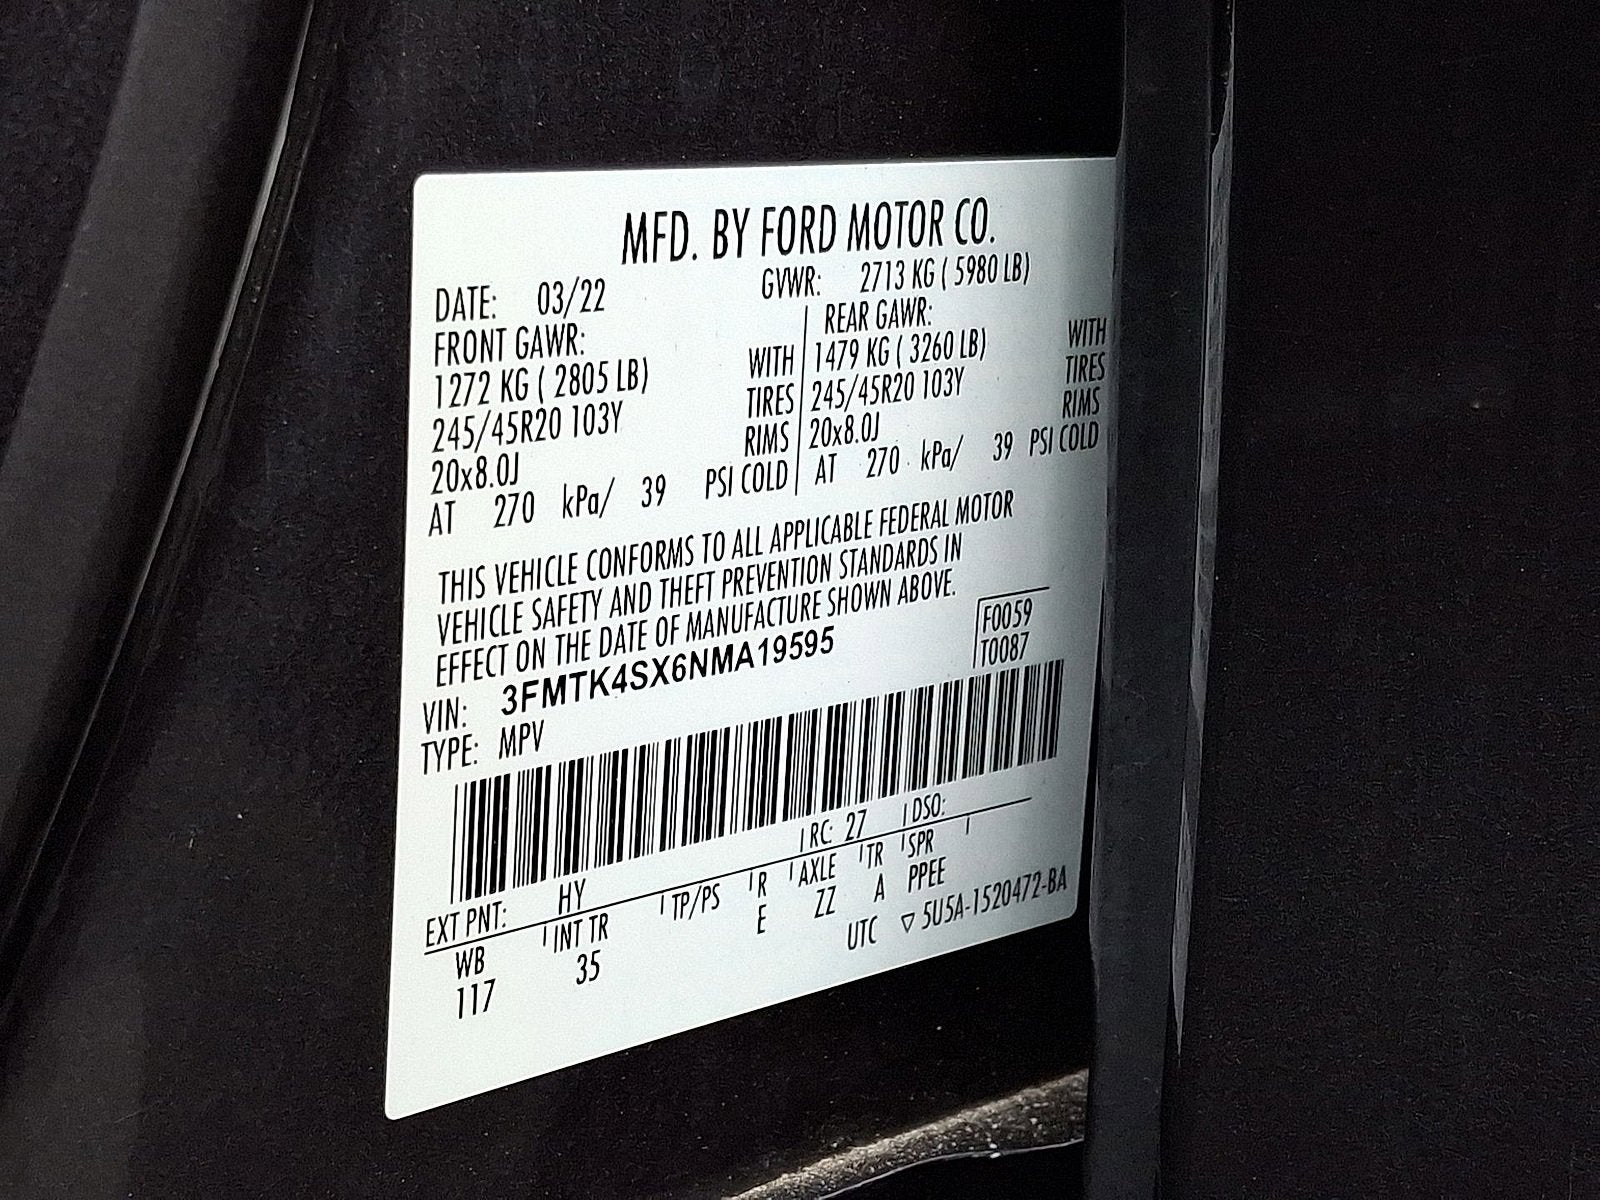 MFD. BY FORD MOTOR CO.
DATE: 03/22 GVWR: 2713 KG ( 5980 LB)
FRONT GAWR: REAR GAWR:
1272 KG ( 2805 LB) WITH 1479 KG ( 3260 LB) WITH
245/45R20 103Y TIRES 245/45R20 103Y TIRES
20x8.0J RIMS 20x8.0J RIMS
AT 270 kPa/ 39 PSI COLD AT 270 kPa/ 39 PSI COLD
THIS VEHICLE CONFORMS TO ALL APPLICABLE FEDERAL MOTOR
VEHICLE SAFETY AND THEFT PREVENTION STANDARDS IN
EFFECT ON THE DATE OF MANUFACTURE SHOWN ABOVE.
VIN: 3FMTK4SX6NMA19595 F0059
TYPE: MPV T0087
EXT PNT: HY RC: 27 DSO:
WB INT TR TP/PS R AXLE TR SPR
117 35 E ZZ A PPEE
UTC ▽ 5U5A-1520472-BA